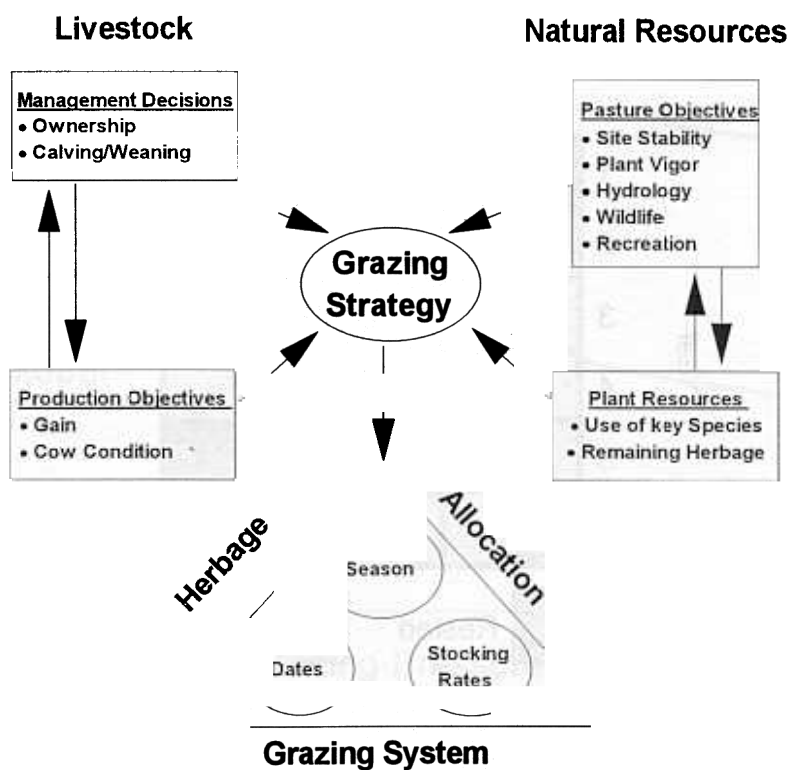 Livestock
Natural Resources
Management Decisions
• Ownership
• Calving/Weaning
Pasture Objectives
• Site Stability
• Plant Vigor
• Hydrology
• Wildlife
• Recreation
Grazing
Strategy
Production Objectives
• Gain
• Cow Condition
Plant Resources
• Use of key Species
• Remaining Herbage
Herbage
Allocation
Season
Dates
Stocking
Rates
Grazing System